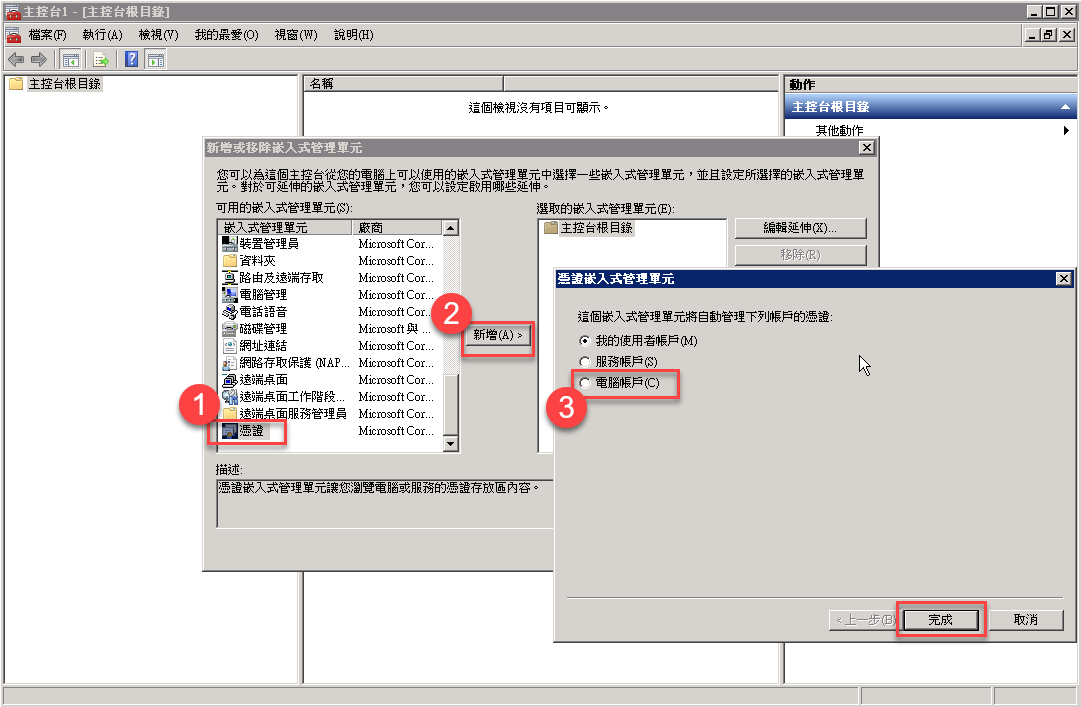 主控台1 - [主控台根目錄]
檔案(F) 執行(A) 檢視(V) 我的最愛(O) 視窗(W) 說明(H)
主控台根目錄
名稱
這個檢視沒有項目可顯示。
動作
主控台根目錄
其他動作
新增或移除嵌入式管理單元
您可以為這個主控台從您的電腦上可以使用的嵌入式管理單元中選擇一些嵌入式管理單元，並且設定所選擇的嵌入式管理單
元。對於可延伸的嵌入式管理單元，您可以設定啟用哪些延伸。
可用的嵌入式管理單元(S):
嵌入式管理單元 廠商
裝置管理員 Microsoft Cor...
資料夾 Microsoft Cor...
路由及遠端存取 Microsoft Cor...
電腦管理 Microsoft Cor...
電話語音 Microsoft Cor...
磁碟管理 Microsoft 與 ...
網址連結 Microsoft Cor...
網路存取保護 (NAP... Microsoft Cor...
遠端桌面 Microsoft Cor...
遠端桌面工作階段... Microsoft Cor...
遠端桌面服務管理員 Microsoft Cor...
憑證 Microsoft Cor...
1
2
新增(A) >
選取的嵌入式管理單元(E):
主控台根目錄
編輯延伸(X)...
移除(R)
描述:
憑證嵌入式管理單元讓您瀏覽電腦或服務的憑證存放區內容。
憑證嵌入式管理單元
這個嵌入式管理單元將自動管理下列帳戶的憑證:
我的使用者帳戶(M)
服務帳戶(S)
電腦帳戶(C)
3
< 上一步(B)
完成
取消